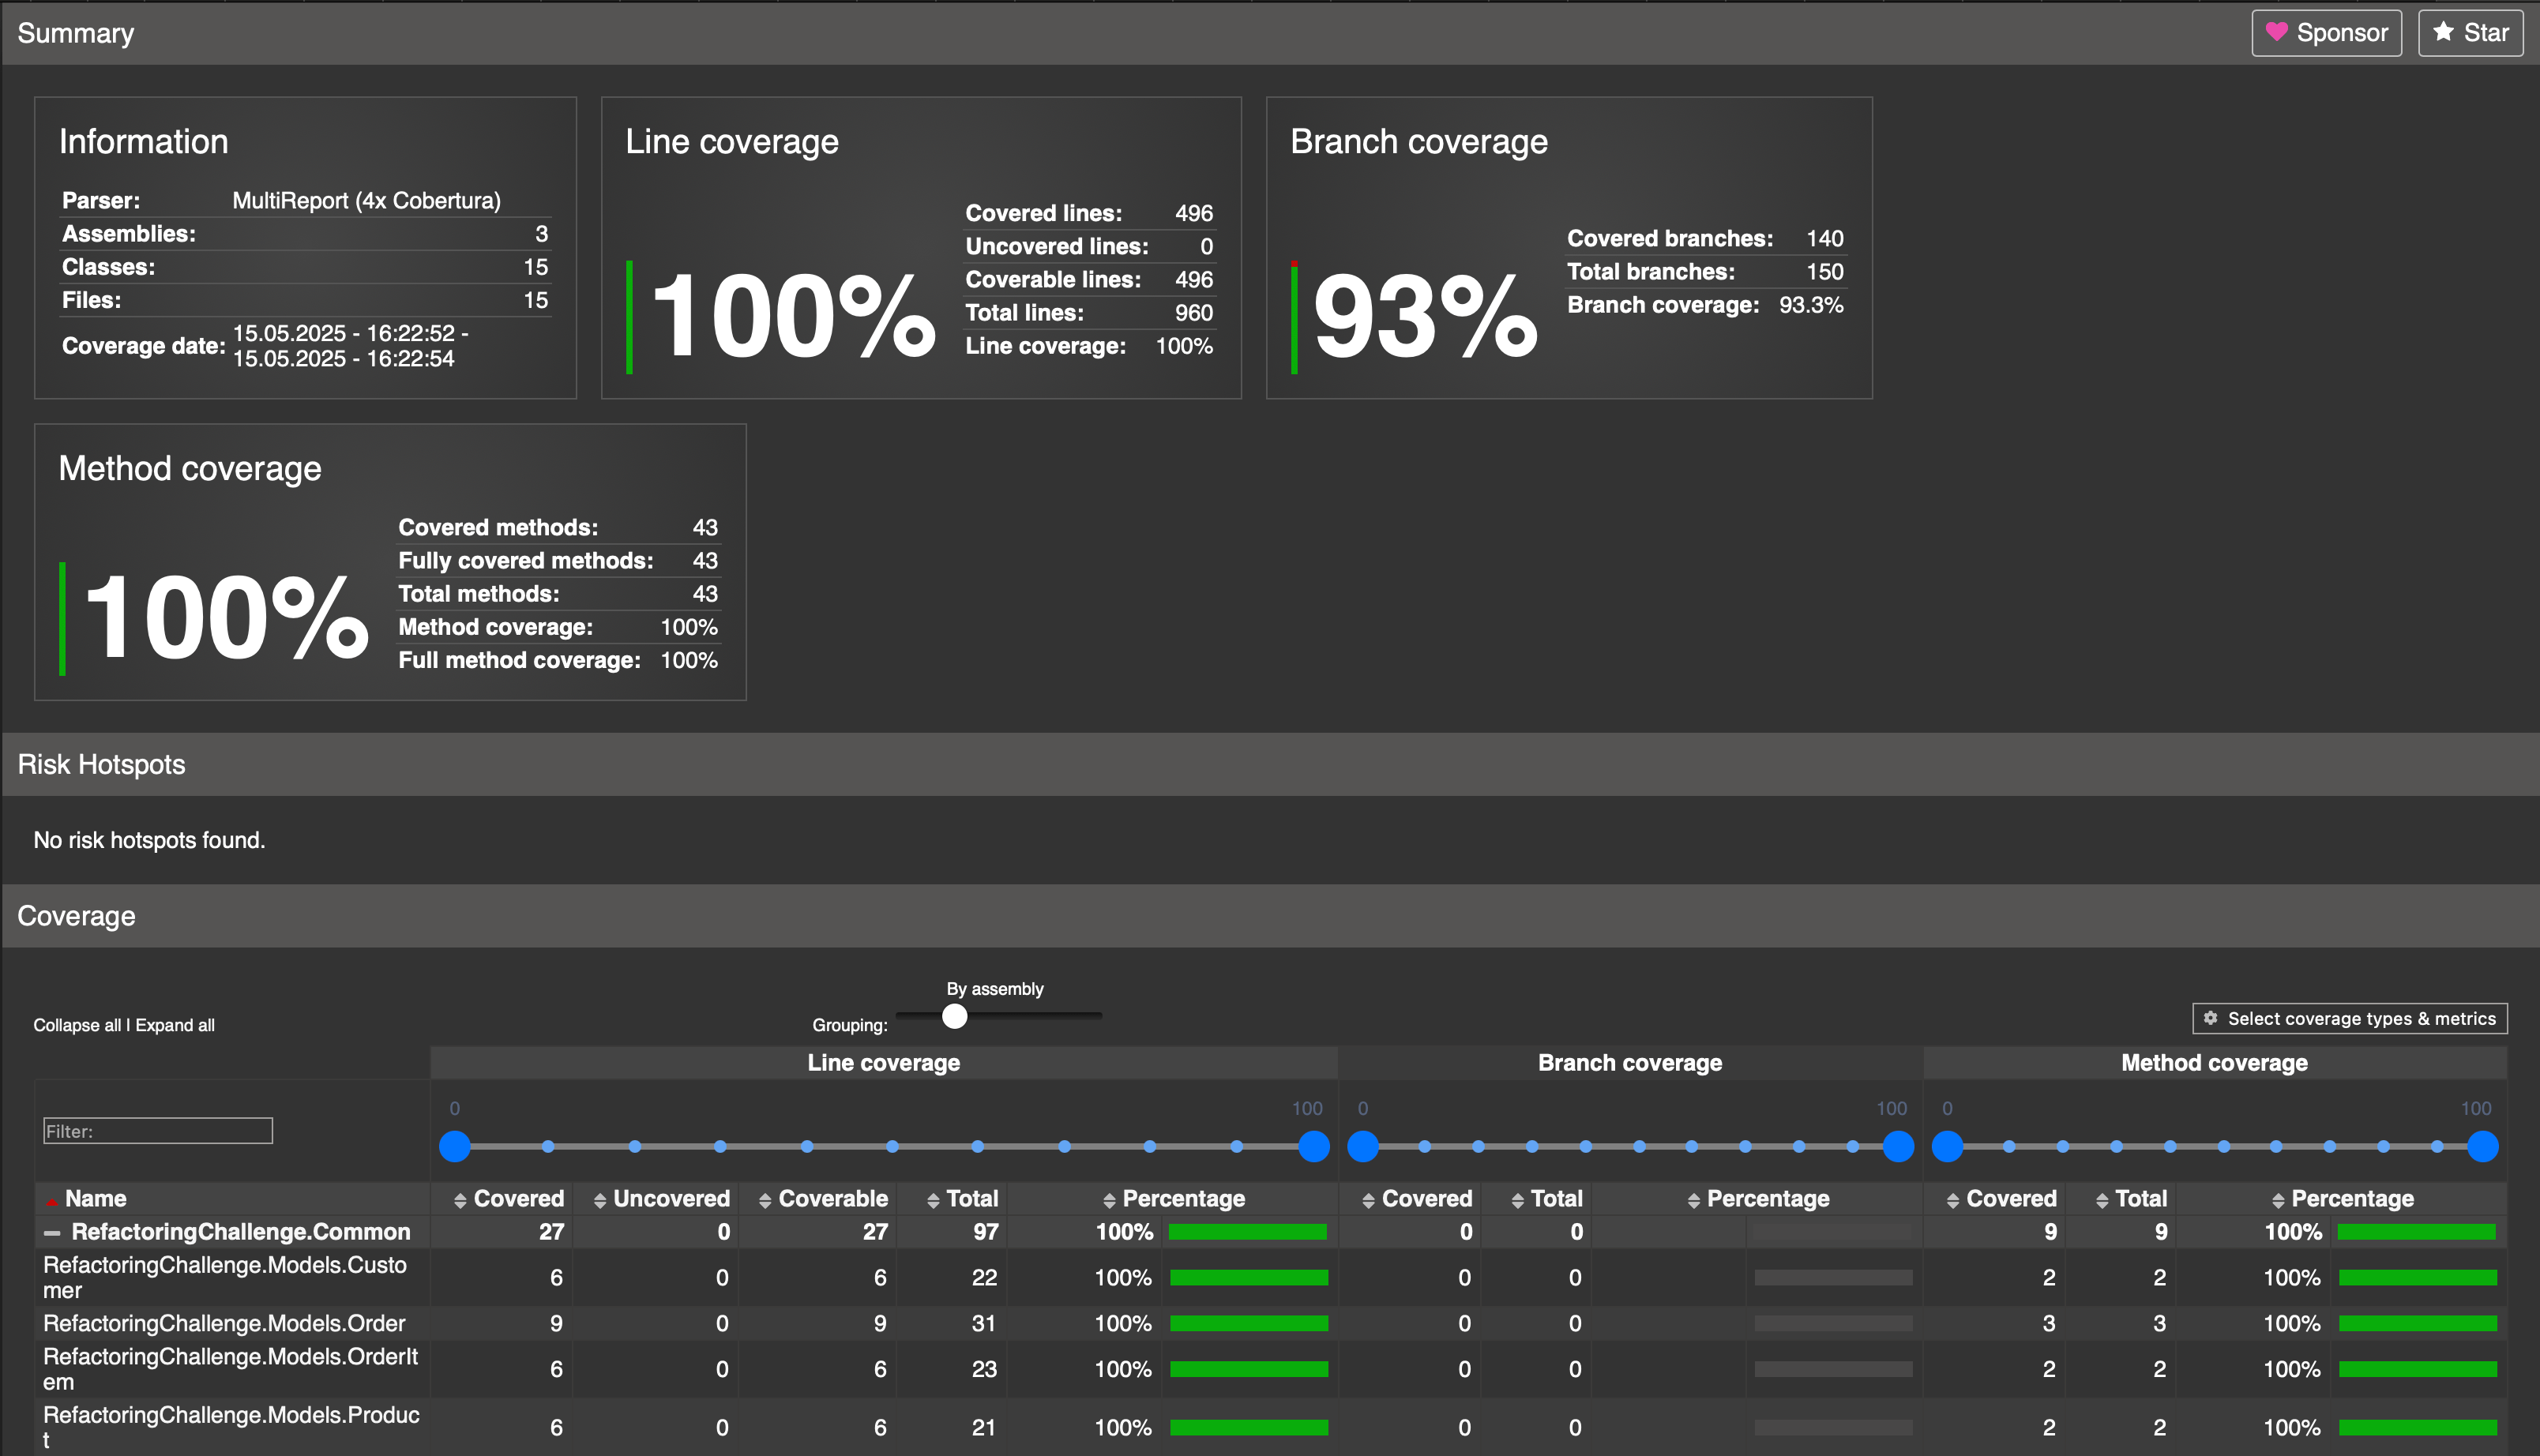 Summary
Sponsor
Star
Information
Parser: MultiReport (4x Cobertura)
Assemblies: 3
Classes: 15
Files: 15
Coverage date: 15.05.2025 - 16:22:52 -
15.05.2025 - 16:22:54
Line coverage
100%
Covered lines: 496
Uncovered lines: 0
Coverable lines: 496
Total lines: 960
Line coverage: 100%
Branch coverage
93%
Covered branches: 140
Total branches: 150
Branch coverage: 93.3%
Method coverage
100%
Covered methods: 43
Fully covered methods: 43
Total methods: 43
Method coverage: 100%
Full method coverage: 100%
Risk Hotspots
No risk hotspots found.
Coverage
Collapse all | Expand all
By assembly
Grouping:
Select coverage types & metrics
Line coverage Branch coverage Method coverage
Filter:
0 100 0 100 0 100
Name Covered Uncovered Coverable Total Percentage Covered Total Percentage Covered Total Percentage
RefactoringChallenge.Common 27 0 27 97 100% 0 0 9 9 100%
RefactoringChallenge.Models.Custo
mer 6 0 6 22 100% 0 0 2 2 100%
RefactoringChallenge.Models.Order 9 0 9 31 100% 0 0 3 3 100%
RefactoringChallenge.Models.OrderIt
em 6 0 6 23 100% 0 0 2 2 100%
RefactoringChallenge.Models.Produc
t 6 0 6 21 100% 0 0 2 2 100%